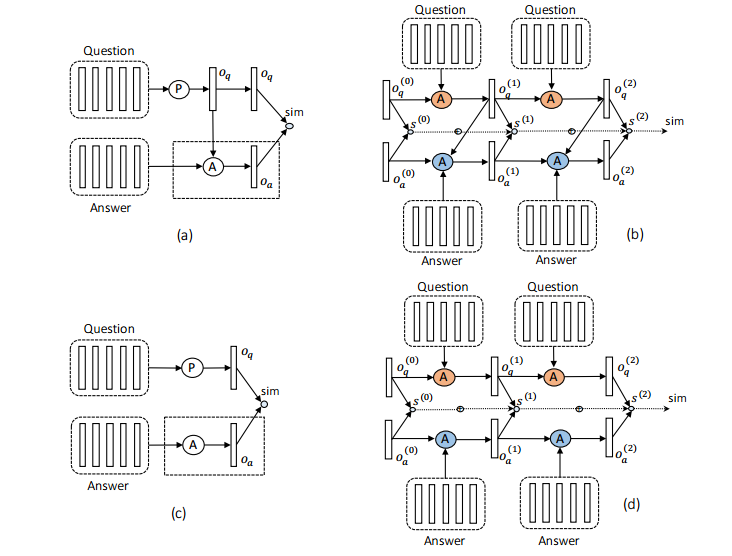 Question
P
o_q
o_q
sim
A
o_a
Answer
(a)
Question
Question
o_q^(0)
A
o_q^(1)
A
o_q^(2)
s^(0)
s^(1)
s^(2)
sim
A
A
o_a^(0)
o_a^(1)
o_a^(2)
Answer
Answer
(b)
Question
P
o_q
sim
A
o_a
Answer
(c)
Question
Question
o_q^(0)
A
o_q^(1)
A
o_q^(2)
s^(0)
s^(1)
s^(2)
sim
A
A
o_a^(0)
o_a^(1)
o_a^(2)
Answer
Answer
(d)